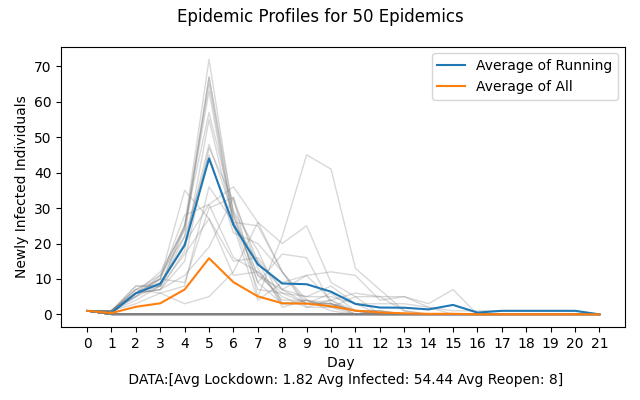 Epidemic Profiles for 50 Epidemics
Average of Running
Average of All
Newly Infected Individuals
70
60
50
40
30
20
10
0
0 1 2 3 4 5 6 7 8 9 10 11 12 13 14 15 16 17 18 19 20 21
Day
DATA:[Avg Lockdown: 1.82 Avg Infected: 54.44 Avg Reopen: 8]